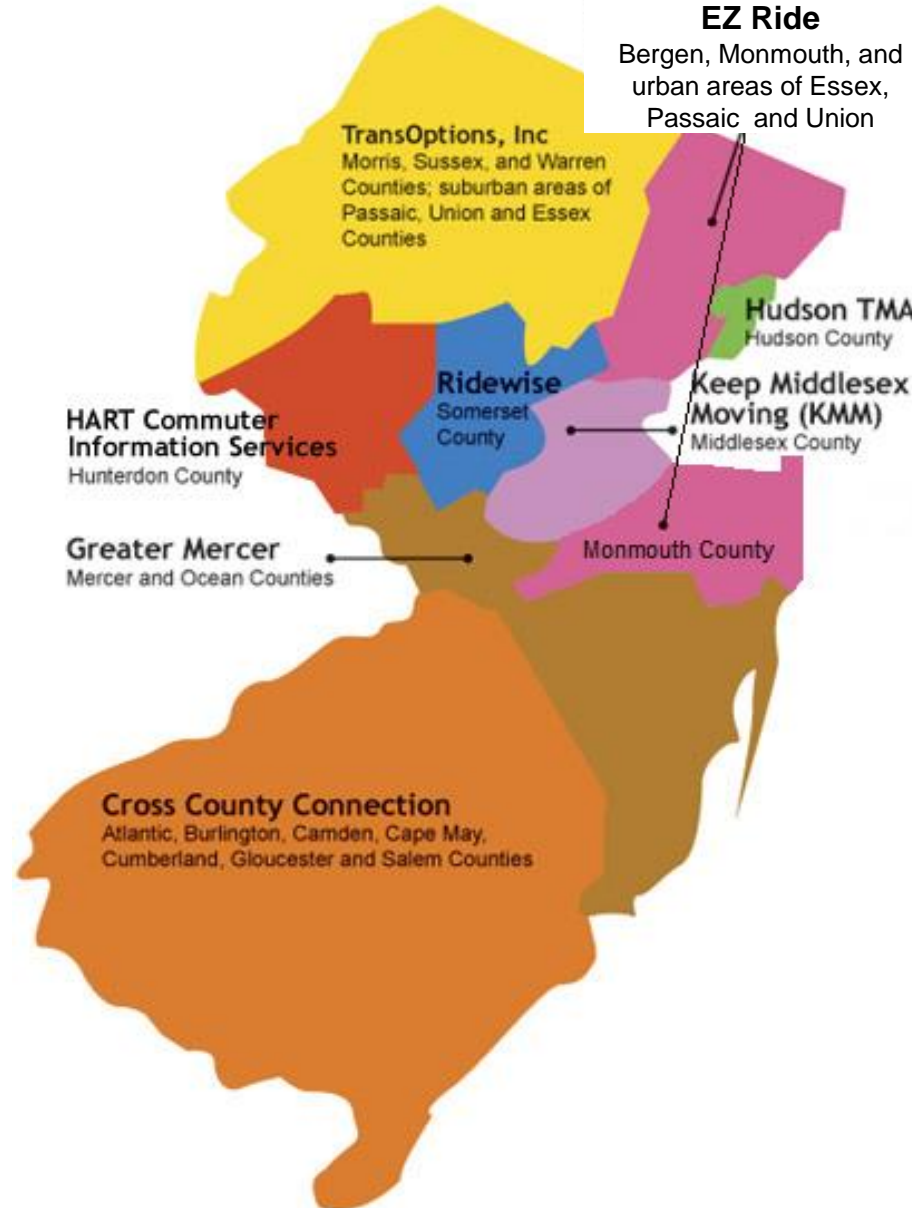 EZ Ride
Bergen, Monmouth, and
urban areas of Essex,
Passaic and Union
TransOptions, Inc
Morris, Sussex, and Warren
Counties; suburban areas of
Passaic, Union and Essex
Counties
Hudson TMA
Hudson County
Ridewise
Somerset
County
Keep Middlesex
Moving (KMM)
Middlesex County
HART Commuter
Information Services
Hunterdon County
Monmouth County
Greater Mercer
Mercer and Ocean Counties
Cross County Connection
Atlantic, Burlington, Camden, Cape May,
Cumberland, Gloucester and Salem Counties